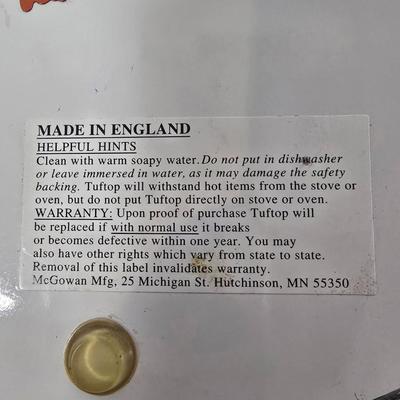 MADE IN ENGLAND
HELPFUL HINTS
Clean with warm soapy water. Do not put in dishwasher
or leave immersed in water, as it may damage the safety
backing. Tuftop will withstand hot items from the stove or
oven, but do not put Tuftop directly on stove or oven.
WARRANTY: Upon proof of purchase Tuftop will
be replaced if with normal use it breaks
or becomes defective within one year. You may
also have other rights which vary from state to state.
Removal of this label invalidates warranty.
McGowan Mfg, 25 Michigan St. Hutchinson, MN 55350